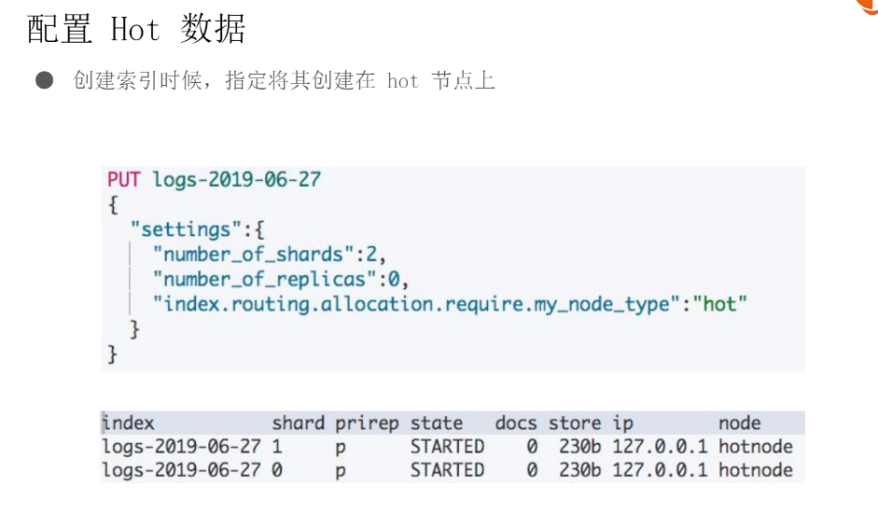 配置 Hot 数据
● 创建索引时候，指定将其创建在 hot 节点上
PUT logs-2019-06-27
{
  "settings":{
    "number_of_shards":2,
    "number_of_replicas":0,
    "index.routing.allocation.require.my_node_type":"hot"
  }
}
index shard prirep state docs store ip node
logs-2019-06-27 1 p STARTED 0 230b 127.0.0.1 hotnode
logs-2019-06-27 0 p STARTED 0 230b 127.0.0.1 hotnode